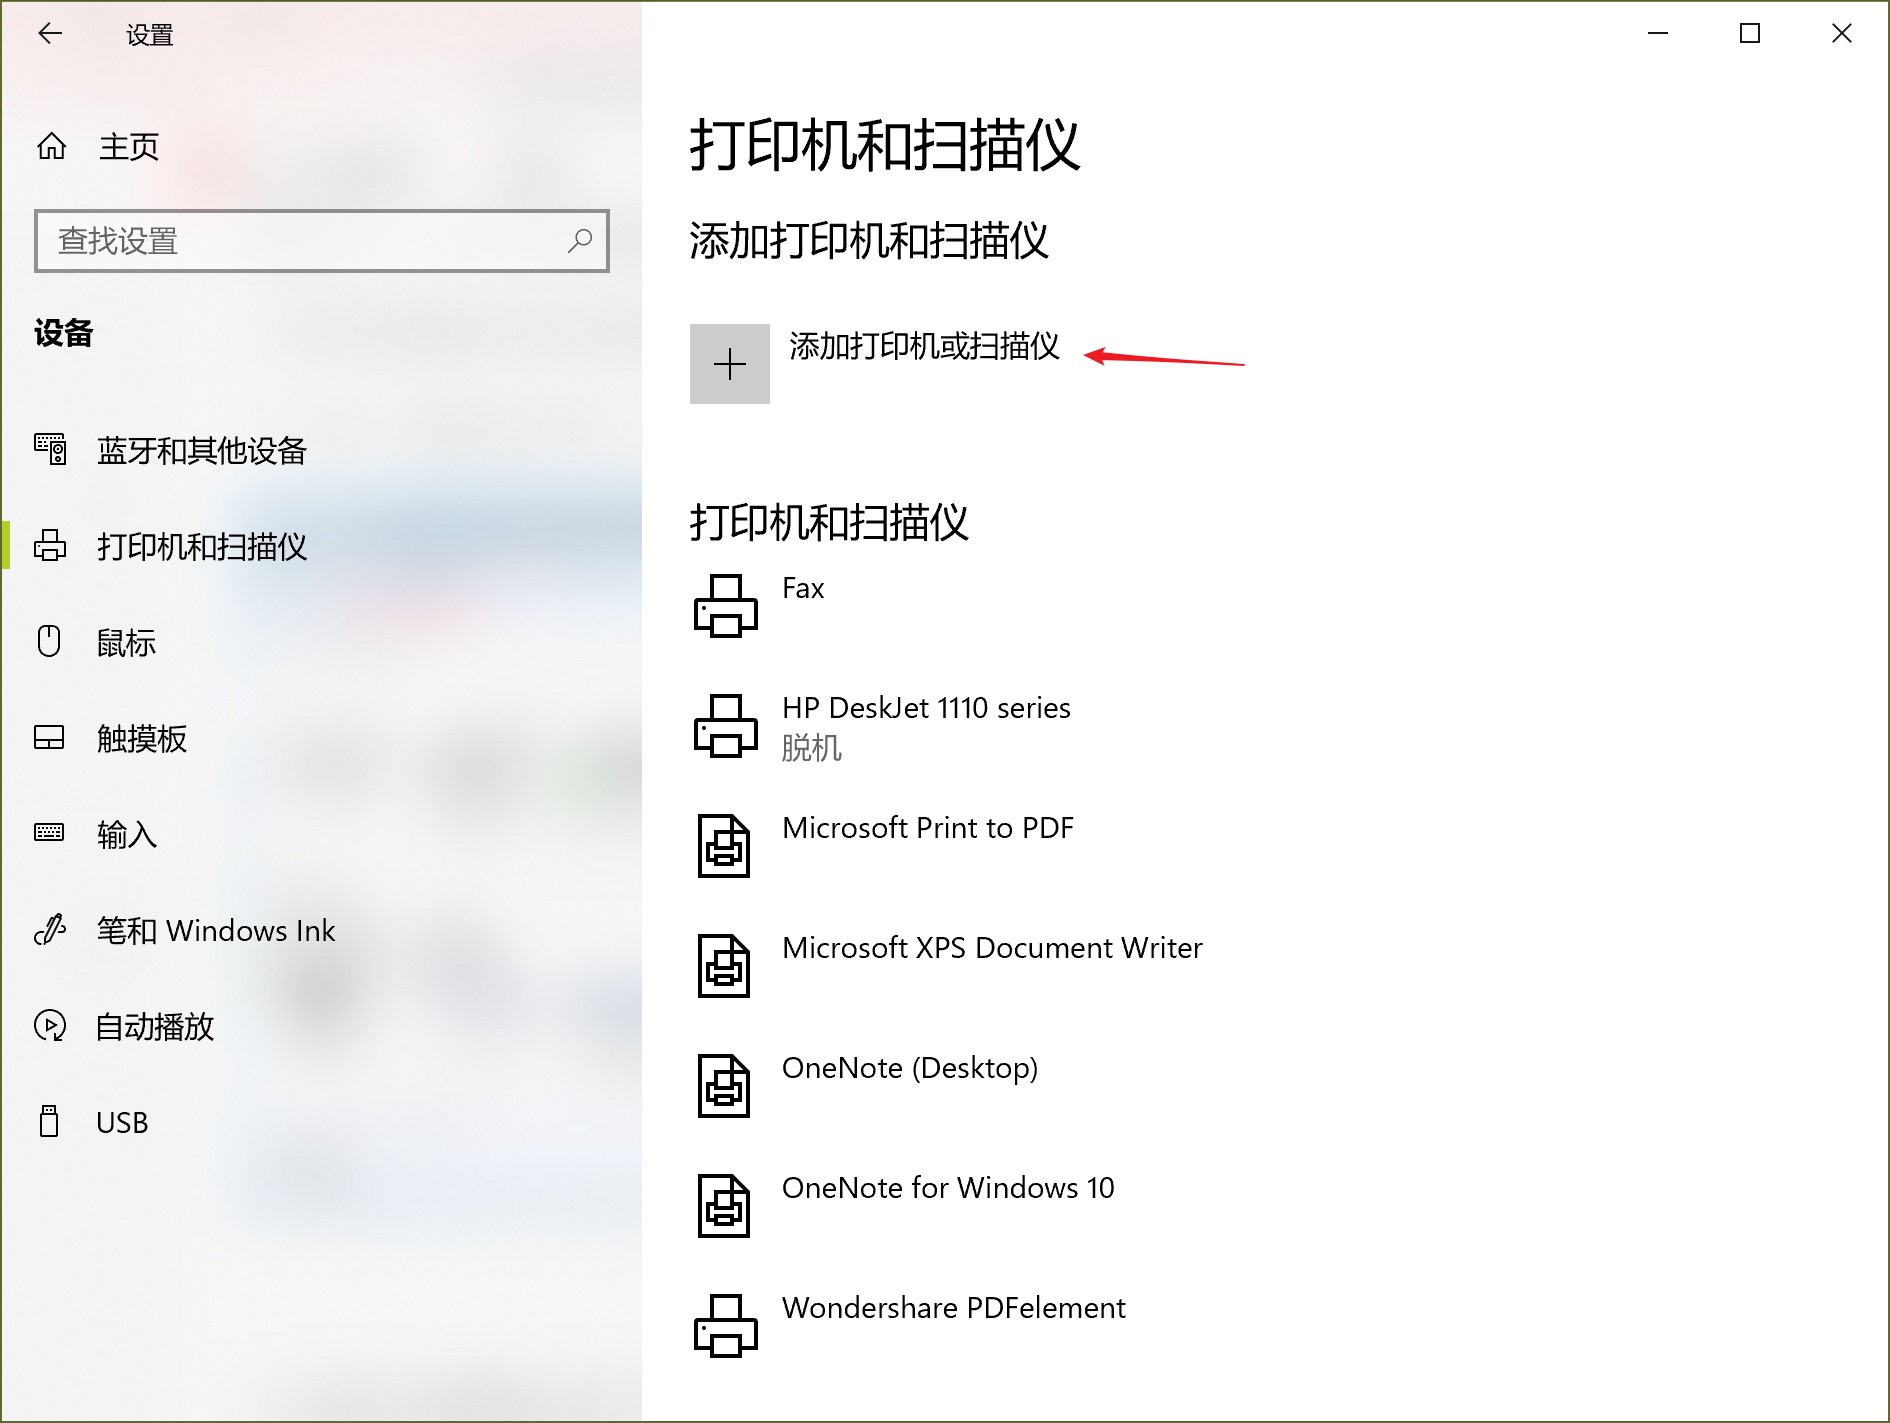 设置
主页
查找设置
设备
蓝牙和其他设备
打印机和扫描仪
鼠标
触摸板
输入
笔和 Windows Ink
自动播放
USB
打印机和扫描仪
添加打印机和扫描仪
添加打印机或扫描仪
打印机和扫描仪
Fax
HP DeskJet 1110 series
脱机
Microsoft Print to PDF
Microsoft XPS Document Writer
OneNote (Desktop)
OneNote for Windows 10
Wondershare PDFelement